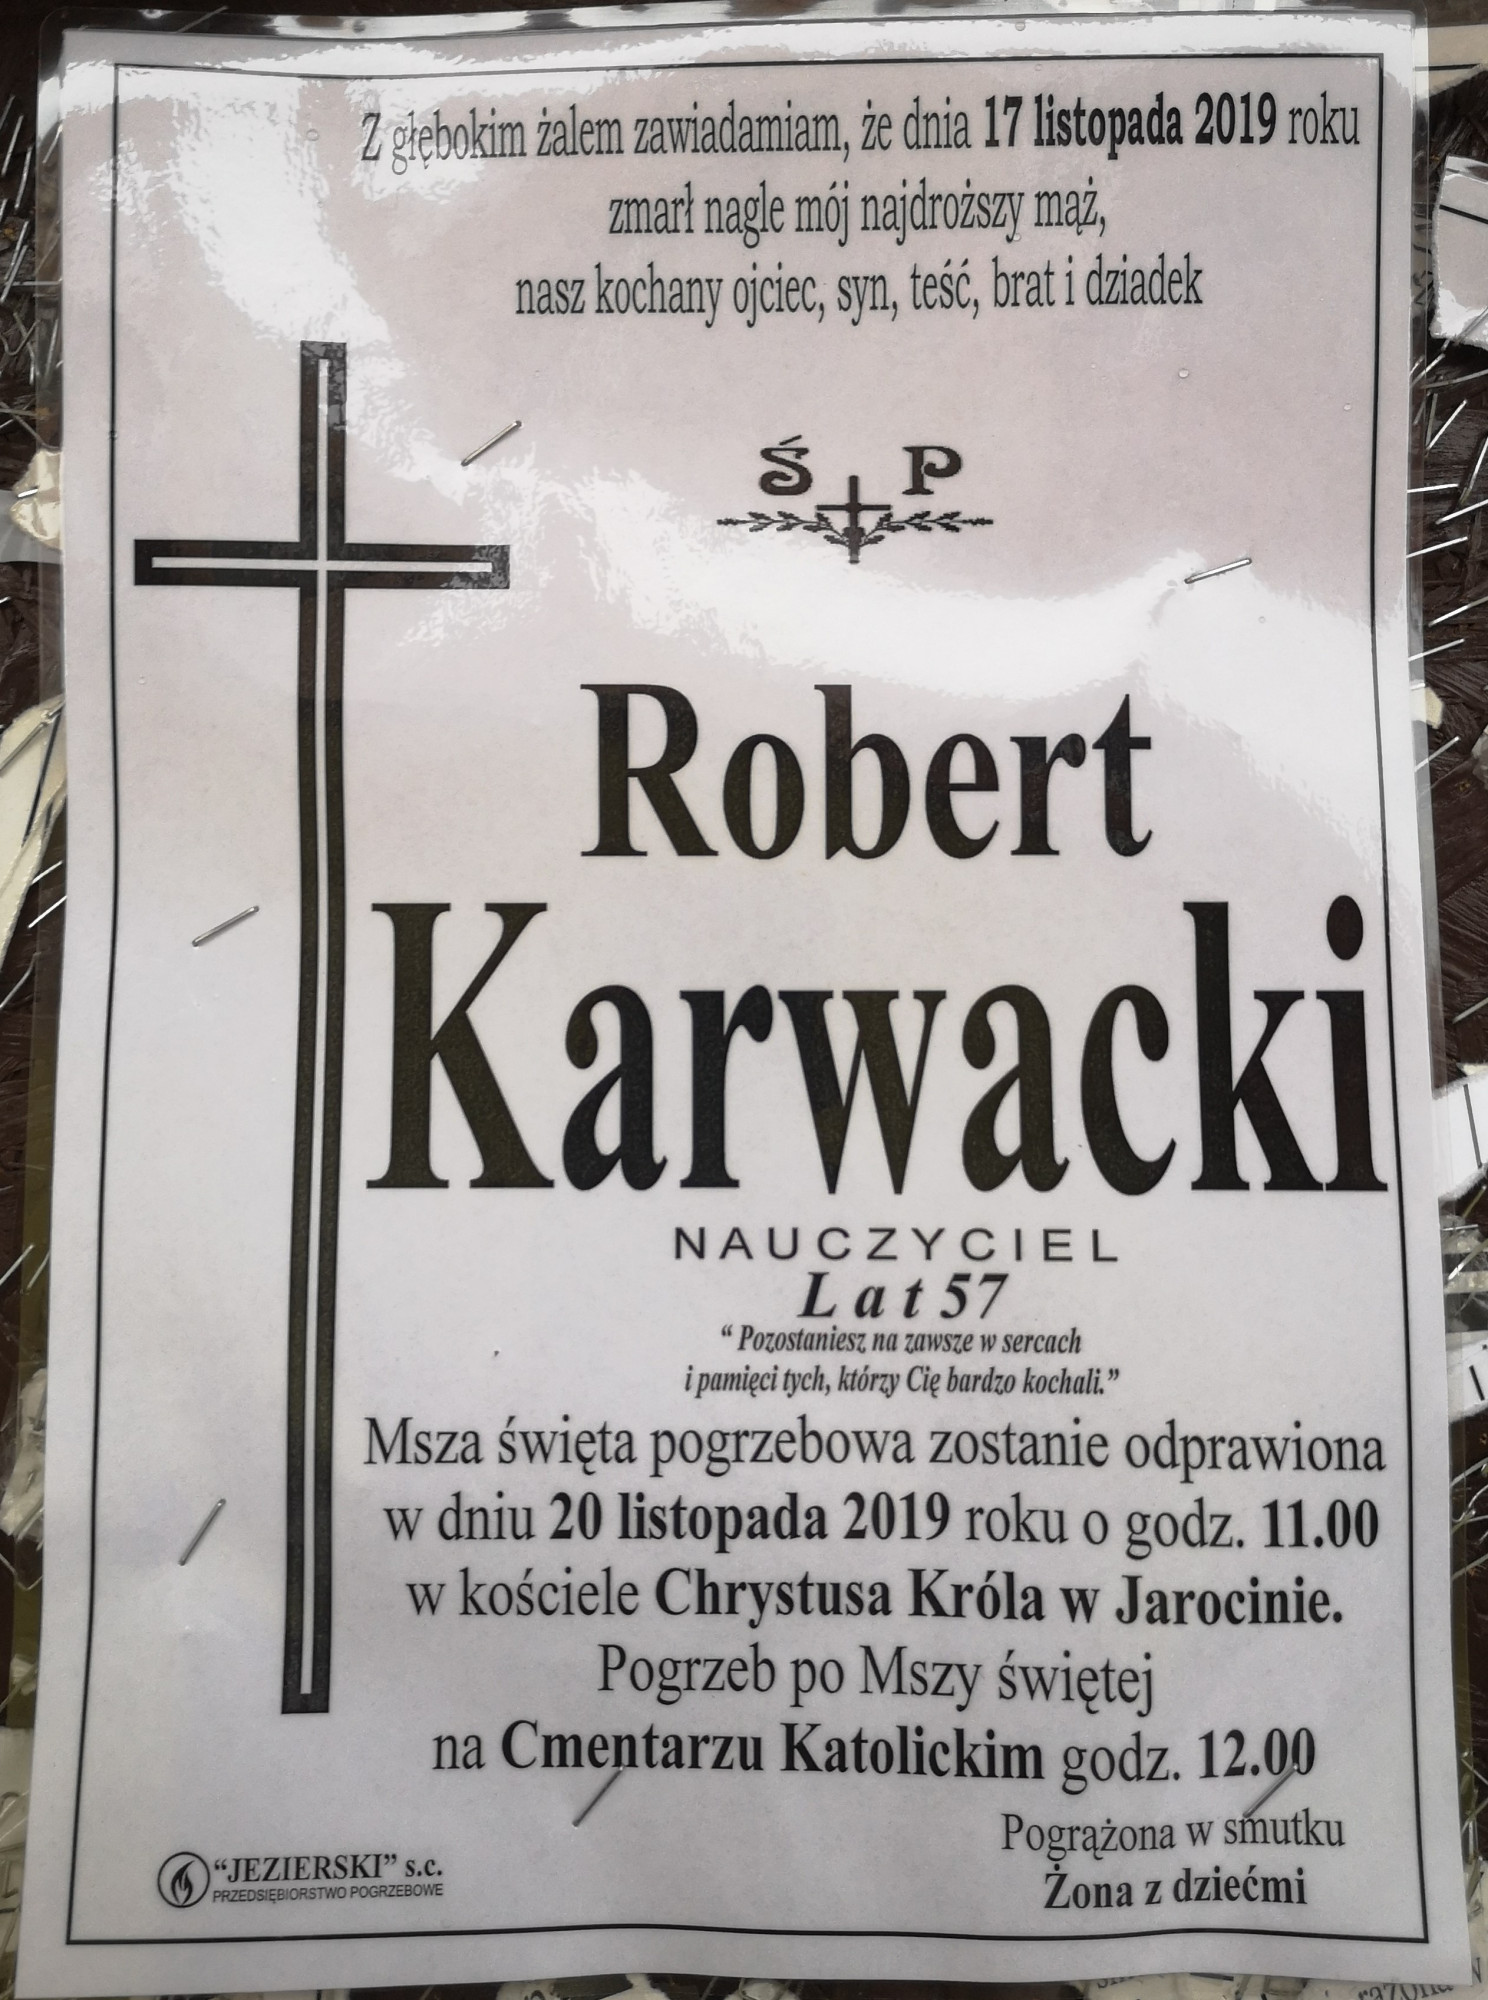 Z głębokim żalem zawiadamiam, że dnia 17 listopada 2019 roku
zmarł nagle mój najdroższy mąż,
nasz kochany ojciec, syn, teść, brat i dziadek
Ś P
Robert
Karwacki
NAUCZYCIEL
Lat 57
“ Pozostaniesz na zawsze w sercach
i pamięci tych, którzy Cię bardzo kochali.”
Msza święta pogrzebowa zostanie odprawiona
w dniu 20 listopada 2019 roku o godz. 11.00
w kościele Chrystusa Króla w Jarocinie.
Pogrzeb po Mszy świętej
na Cmentarzu Katolickim godz. 12.00
Pogrążona w smutku
Żona z dziećmi
“JEZIERSKI” s.c.
PRZEDSIĘBIORSTWO POGRZEBOWE